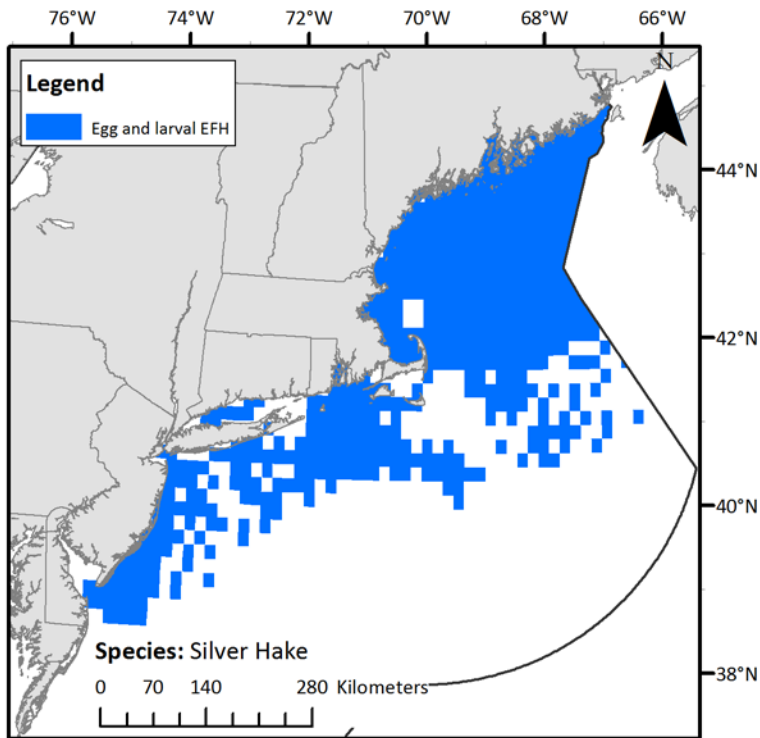 76°W 74°W 72°W 70°W 68°W 66°W
N
Legend
Egg and larval EFH
44°N
42°N
40°N
38°N
Species: Silver Hake
0 70 140 280 Kilometers